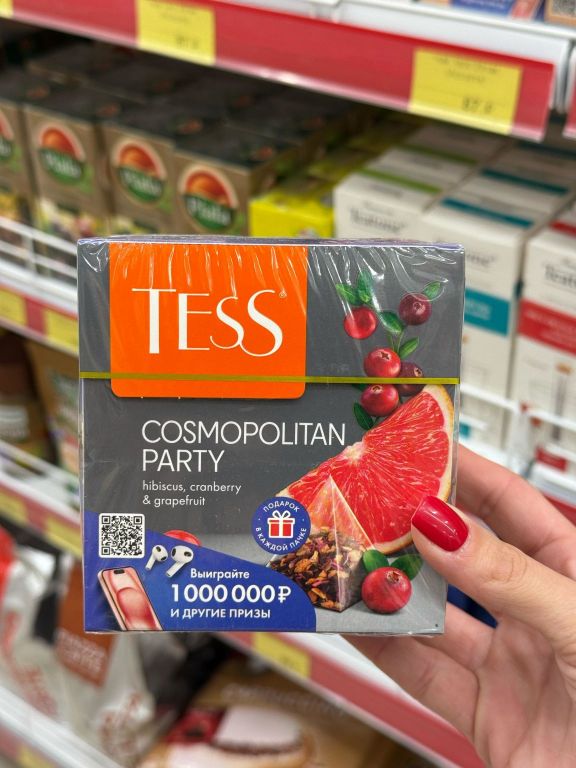 TESS®
COSMOPOLITAN
PARTY
hibiscus, cranberry
& grapefruit
ПОДАРОК
В КАЖДОЙ ПАЧКЕ
Выиграйте
1 000 000 ₽
И ДРУГИЕ ПРИЗЫ